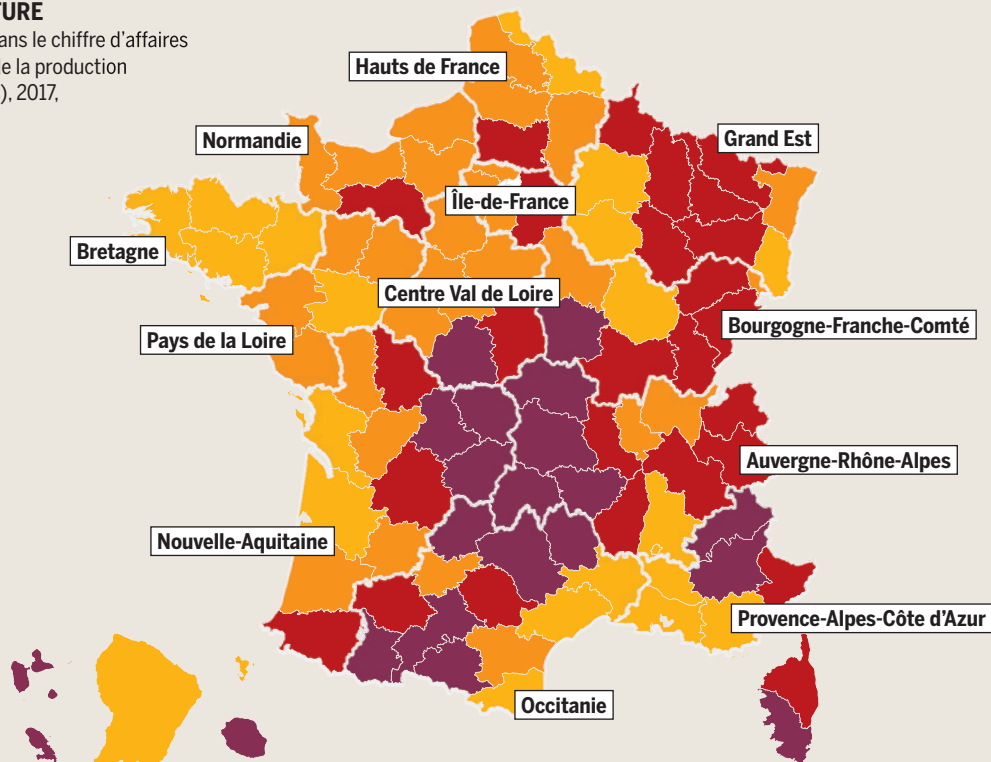 ans le chiffre d'affaires
e la production
), 2017,
Hauts de France
Normandie
Grand Est
Île-de-France
Bretagne
Centre Val de Loire
Bourgogne-Franche-Comté
Pays de la Loire
Auvergne-Rhône-Alpes
Nouvelle-Aquitaine
Provence-Alpes-Côte d'Azur
Occitanie